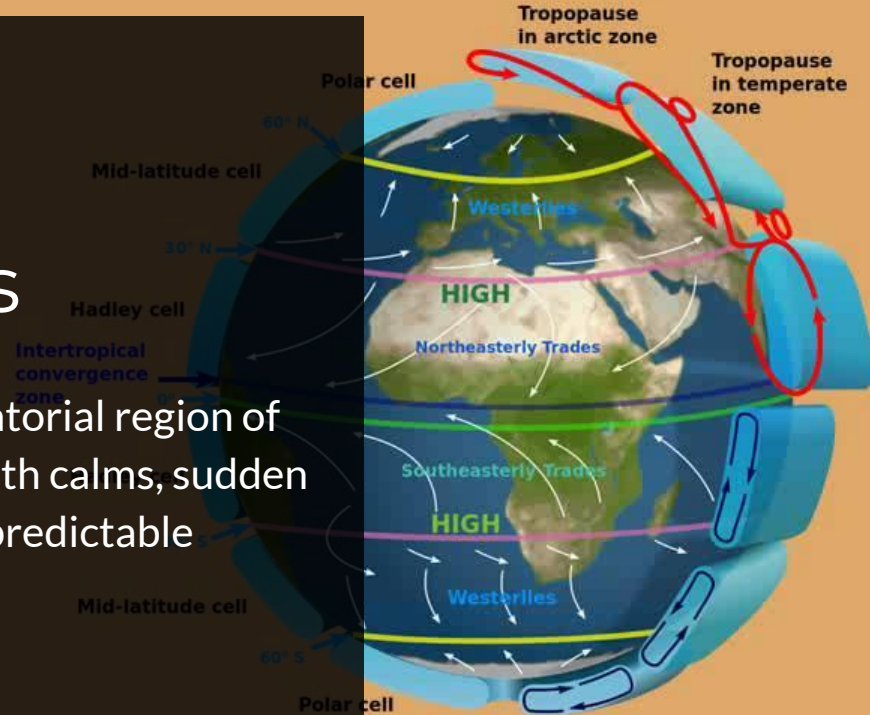 Tropopause
in arctic zone
Tropopause
in temperate
zone
Polar cell
60° N
Mid-latitude cell
Westerlies
30° N
s
HIGH
Hadley cell
Northeasterly Trades
Intertropical
convergence
zone
0°
atorial region of
Southeasterly Trades
th calms, sudden
HIGH
predictable
S
Westerlies
Mid-latitude cell
60° S
Polar cell